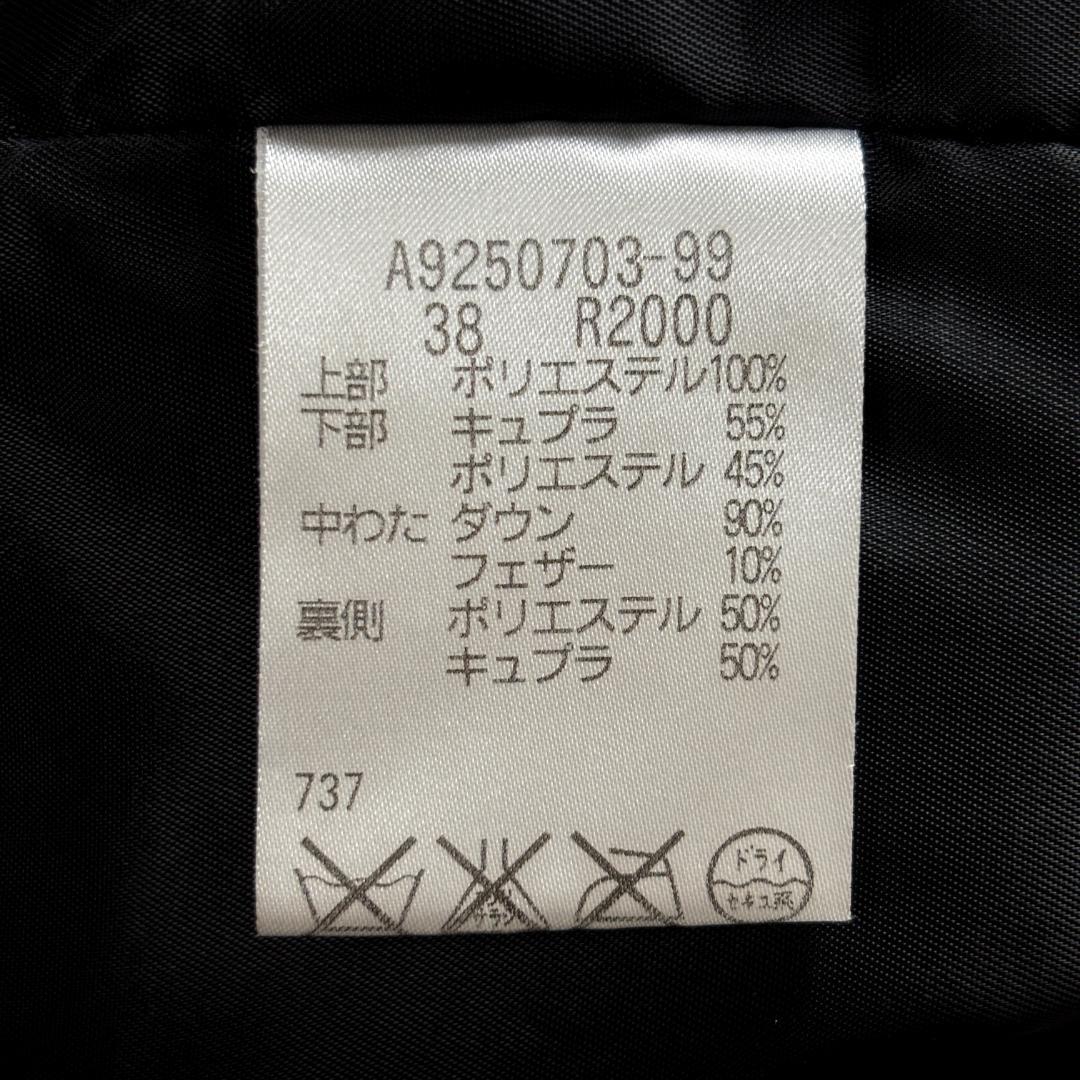 A9250703-99
38 R2000
上部 ポリエステル100%
下部 キュプラ 55%
ポリエステル 45%
中わた ダウン 90%
フェザー 10%
裏側 ポリエステル 50%
キュプラ 50%
737
ドライ
セキユ系